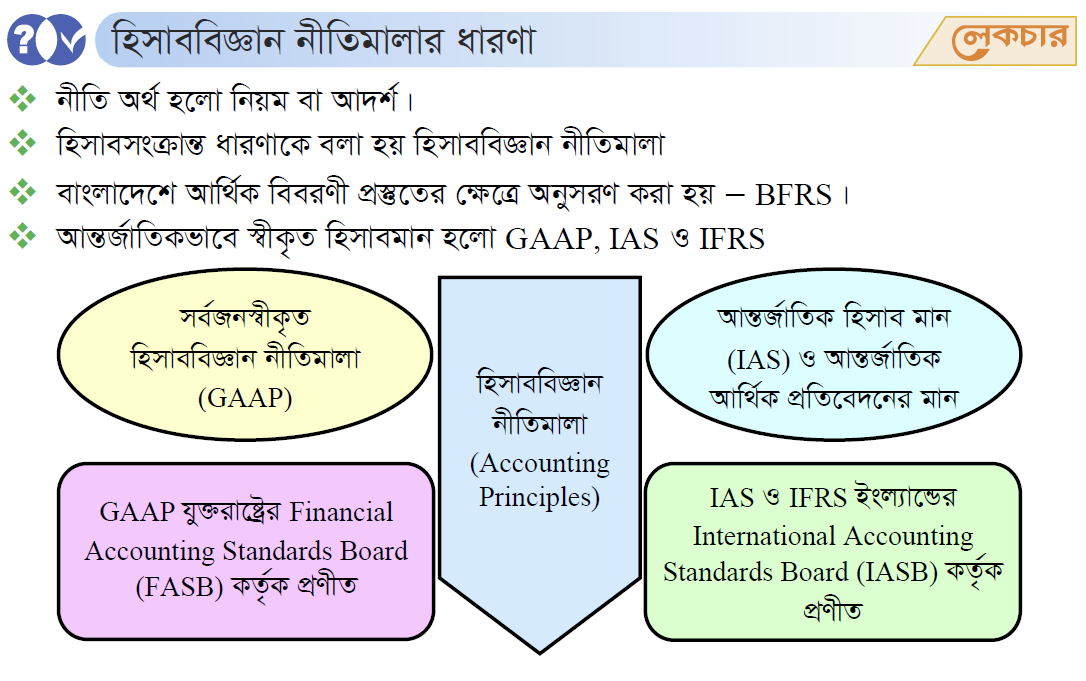 হিসাববিজ্ঞান নীতিমালার ধারণা
লেকচার
নীতি অর্থ হলো নিয়ম বা আদর্শ।
হিসাবসংক্রান্ত ধারণাকে বলা হয় হিসাববিজ্ঞান নীতিমালা
বাংলাদেশে আর্থিক বিবরণী প্রস্তুতের ক্ষেত্রে অনুসরণ করা হয় – BFRS।
আন্তর্জাতিকভাবে স্বীকৃত হিসাবমান হলো GAAP, IAS ও IFRS
সর্বজনস্বীকৃত
হিসাববিজ্ঞান নীতিমালা
(GAAP)
হিসাববিজ্ঞান
নীতিমালা
(Accounting
Principles)
আন্তর্জাতিক হিসাব মান
(IAS) ও আন্তর্জাতিক
আর্থিক প্রতিবেদনের মান
GAAP যুক্তরাষ্ট্রের Financial
Accounting Standards Board
(FASB) কর্তৃক প্রণীত
IAS ও IFRS ইংল্যান্ডের
International Accounting
Standards Board (IASB) কর্তৃক
প্রণীত